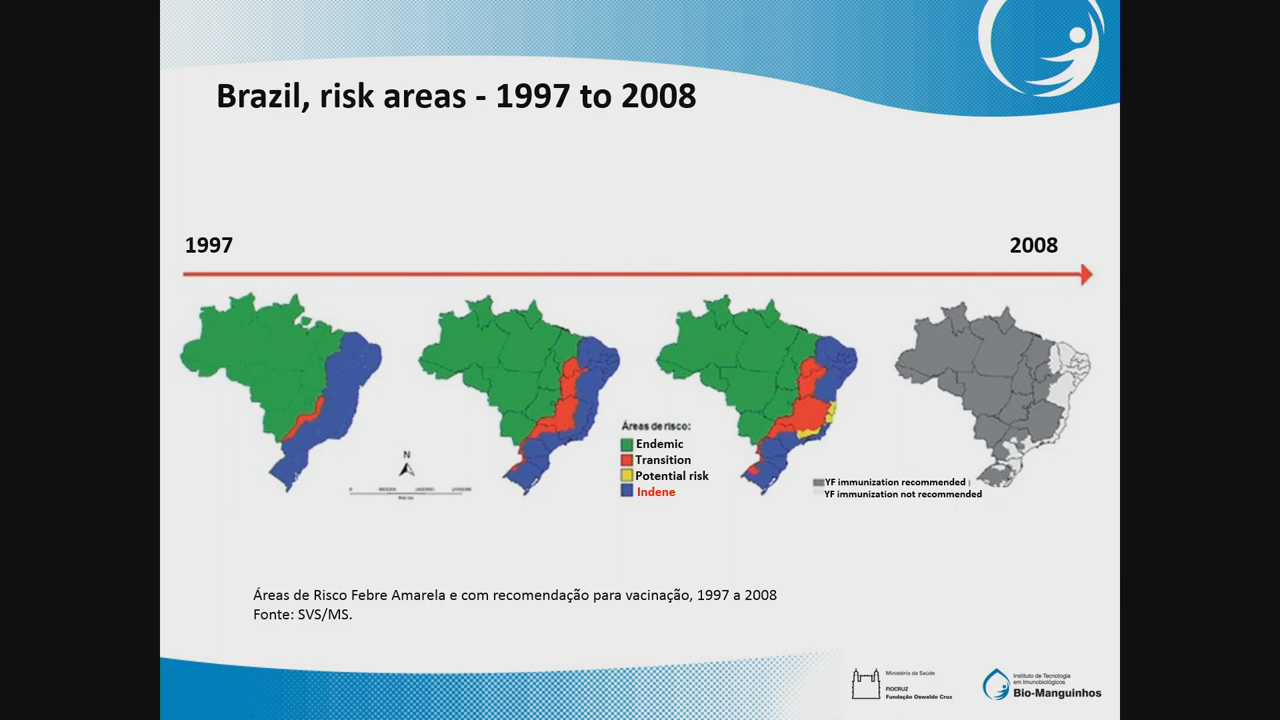 Brazil, risk areas - 1997 to 2008
1997
2008
N
Áreas de risco:
Endemic
Transition
Potential risk
Indene
YF immunization recommended
YF immunization not recommended
Áreas de Risco Febre Amarela e com recomendação para vacinação, 1997 a 2008
Fonte: SVS/MS.
Ministério da Saúde
FIOCRUZ
Fundação Oswaldo Cruz
Instituto de Tecnologia
em Imunobiológicos
Bio-Manguinhos